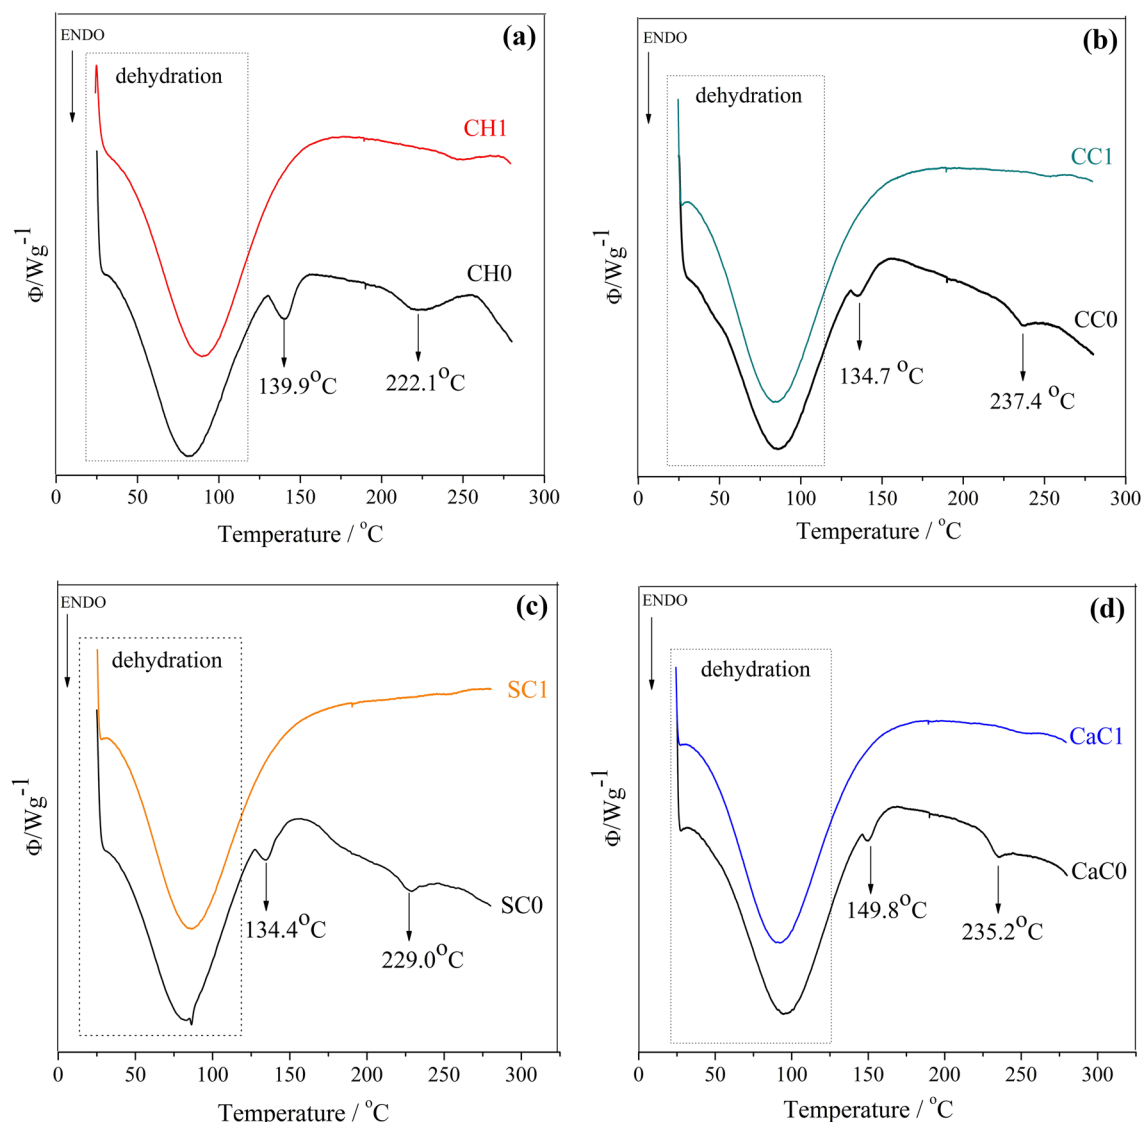 ENDO
(a)
dehydration
CH1
CH0
139.9°C
222.1°C
Φ/Wg-1
0 50 100 150 200 250 300
Temperature / °C
ENDO
(b)
dehydration
CC1
CC0
134.7 °C
237.4 °C
Φ/Wg-1
0 50 100 150 200 250 300
Temperature / °C
ENDO
(c)
dehydration
SC1
SC0
134.4°C
229.0°C
Φ/Wg-1
0 50 100 150 200 250 300
Temperature / °C
ENDO
(d)
dehydration
CaC1
CaC0
149.8°C
235.2°C
Φ/Wg-1
0 50 100 150 200 250 300
Temperature / °C